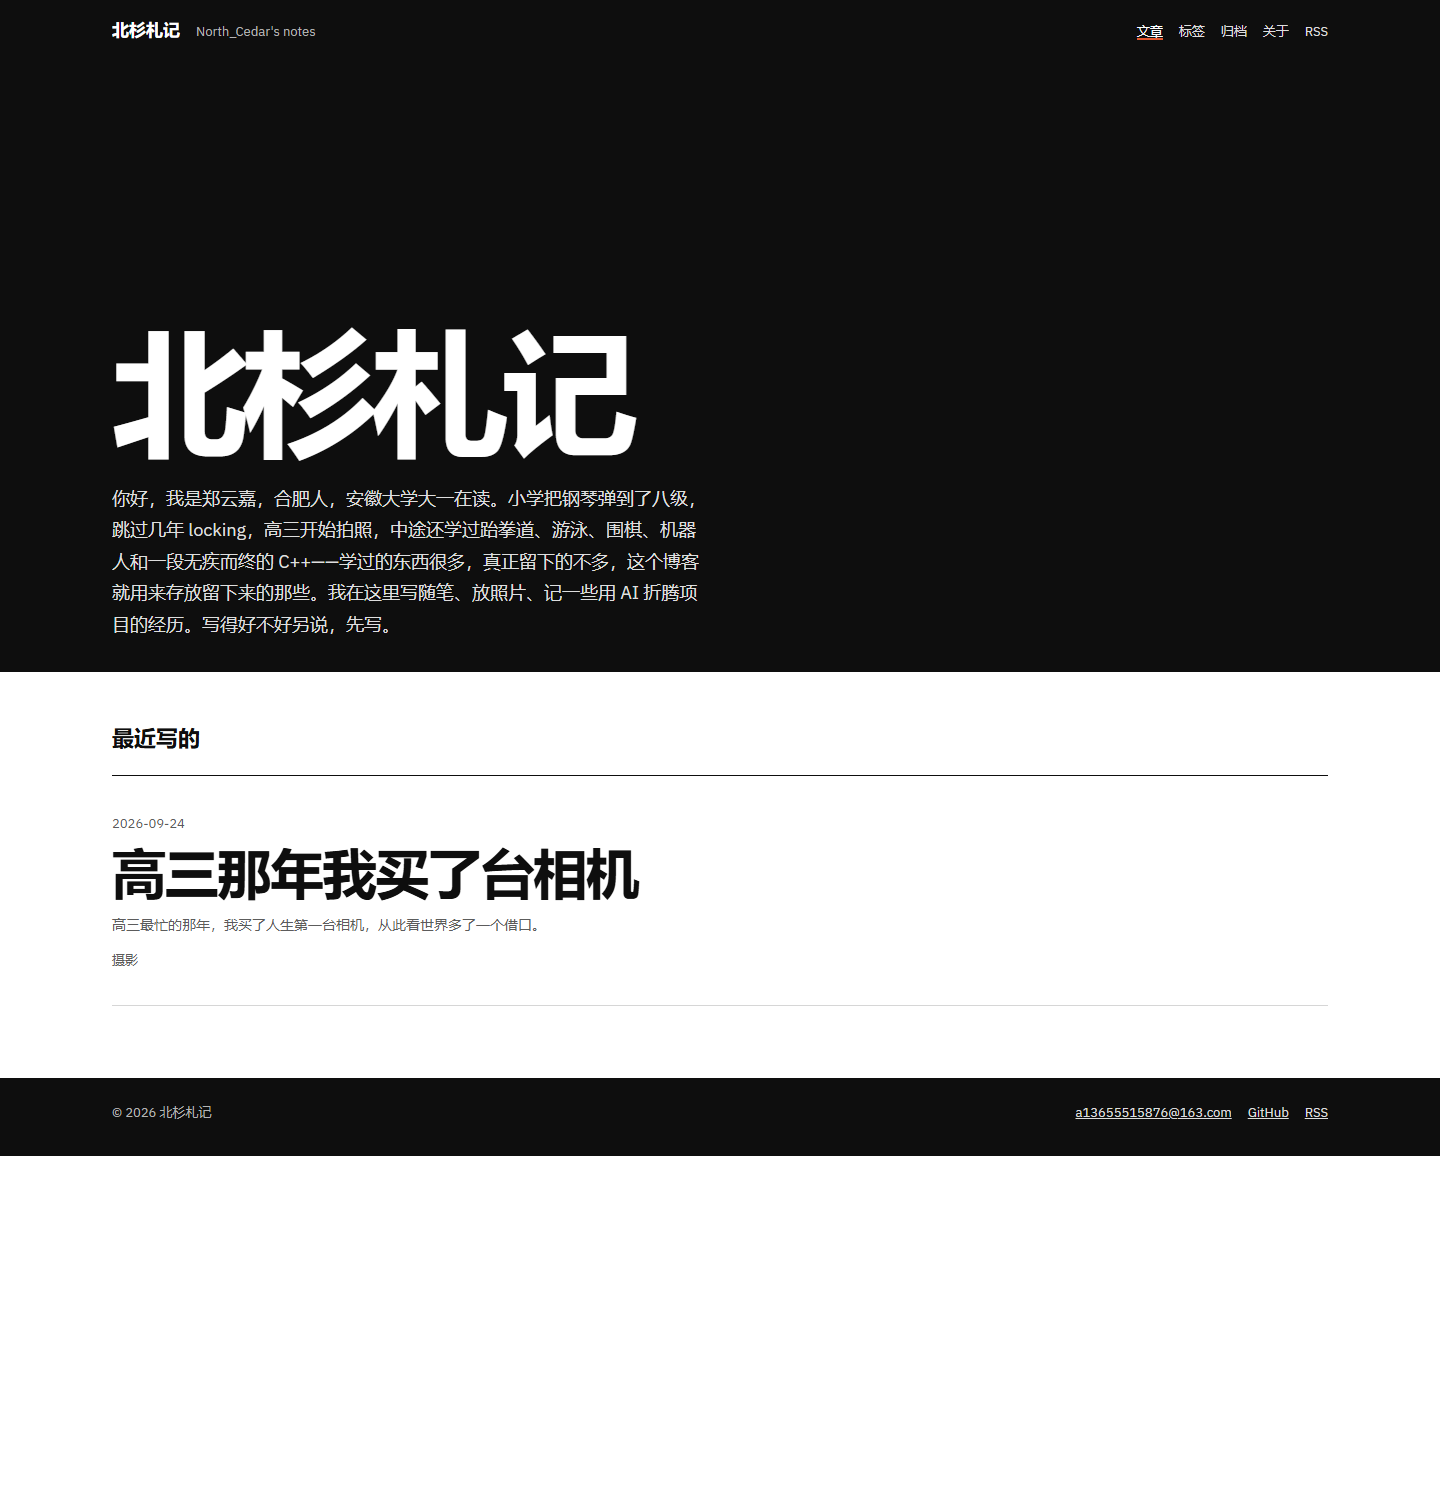 北杉札记 North_Cedar's notes 文章 标签 归档 关于 RSS
北杉札记
你好，我是郑云嘉，合肥人，安徽大学大一在读。小学把钢琴弹到了八级，
跳过几年 locking，高三开始拍照，中途还学过跆拳道、游泳、围棋、机器
人和一段无疾而终的 C++——学过的东西很多，真正留下的不多，这个博客
就用来存放留下来的那些。我在这里写随笔、放照片、记一些用 AI 折腾项
目的经历。写得好不好另说，先写。
最近写的
2026-09-24
高三那年我买了台相机
高三最忙的那年，我买了人生第一台相机，从此看世界多了一个借口。
摄影
© 2026 北杉札记 a13655515876@163.com GitHub RSS